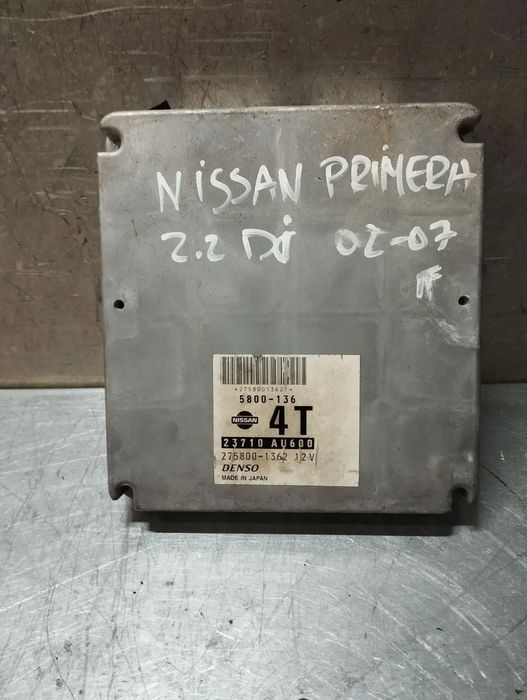 NISSAN PRIMERA
2.2 Di 02-07
*2758001362*
5800-136
NISSAN 4T
23710 AU600
275800-1362 12V
DENSO
MADE IN JAPAN